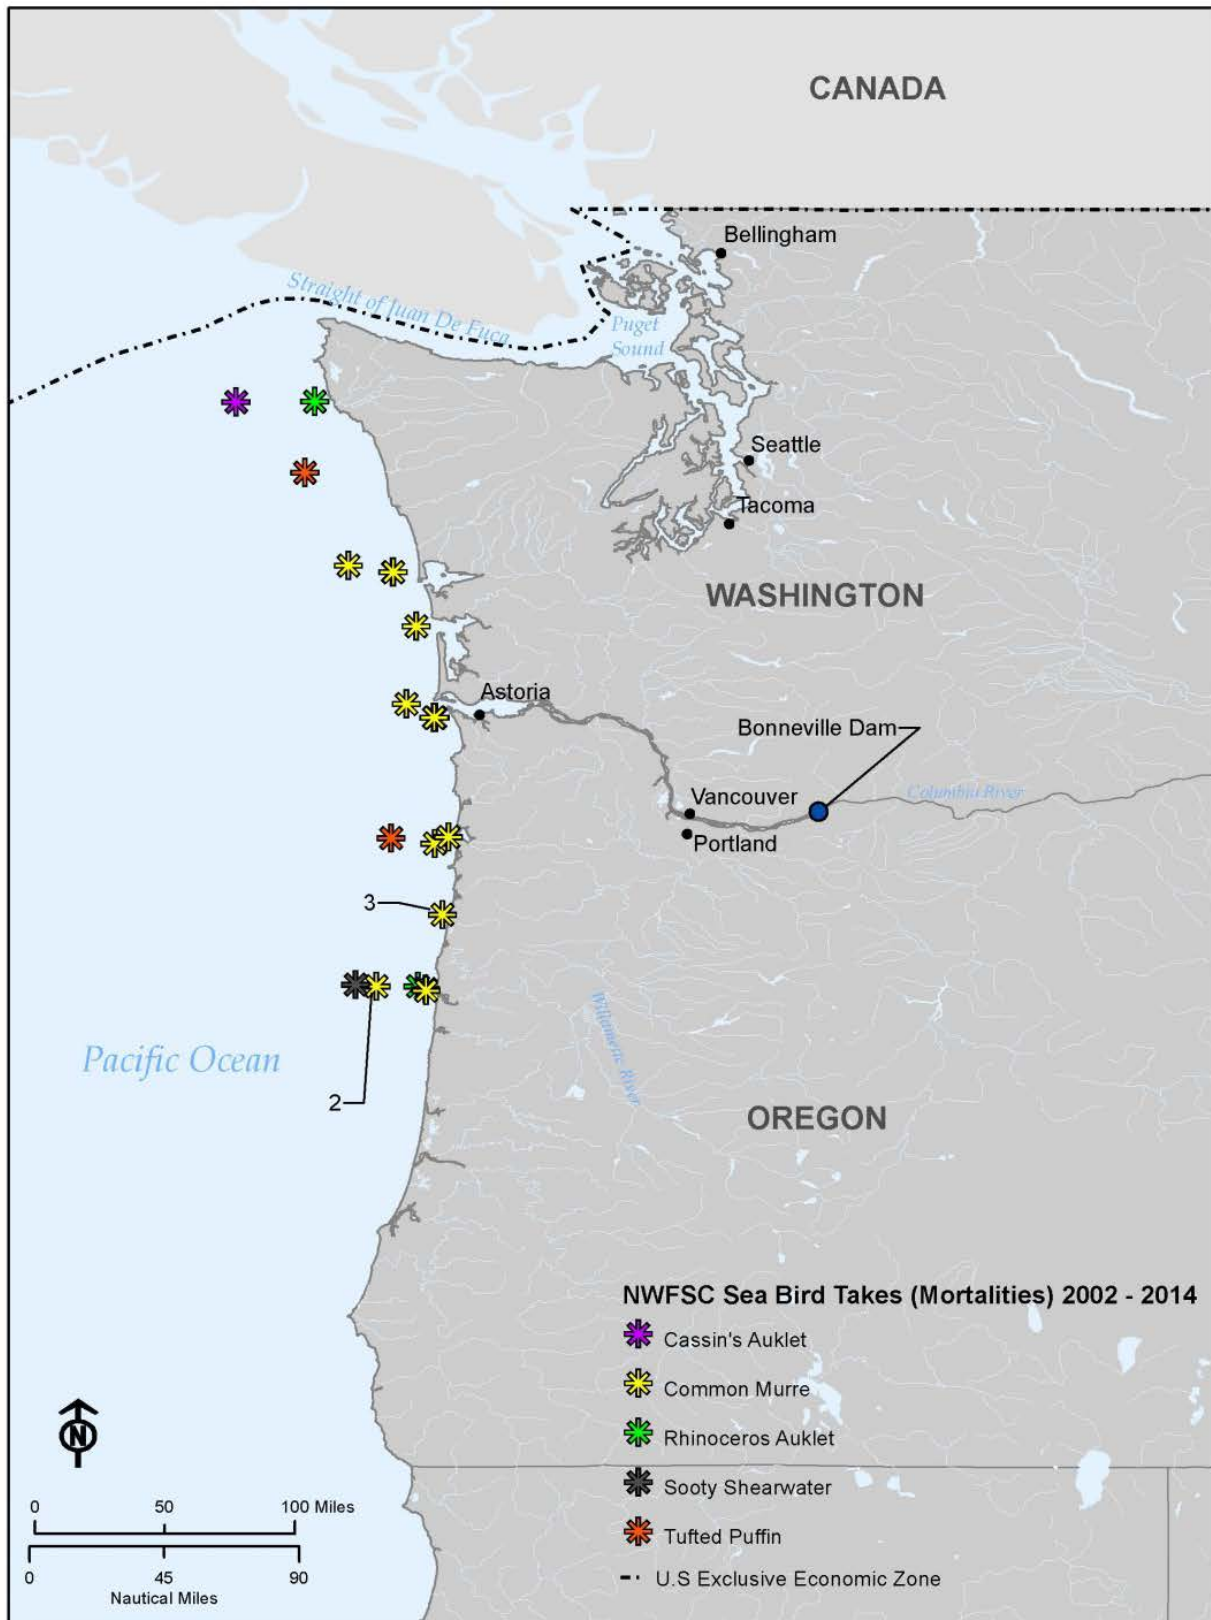 CANADA
Bellingham
Straight of Juan De Fuca
Puget
Sound
Seattle
Tacoma
WASHINGTON
Astoria
Bonneville Dam
Vancouver
Columbia River
Portland
3
Willamette River
Pacific Ocean
2
OREGON
NWFSC Sea Bird Takes (Mortalities) 2002 - 2014
Cassin's Auklet
Common Murre
Rhinoceros Auklet
N
Sooty Shearwater
0 50 100 Miles
Tufted Puffin
U.S Exclusive Economic Zone
0 45 90
Nautical Miles